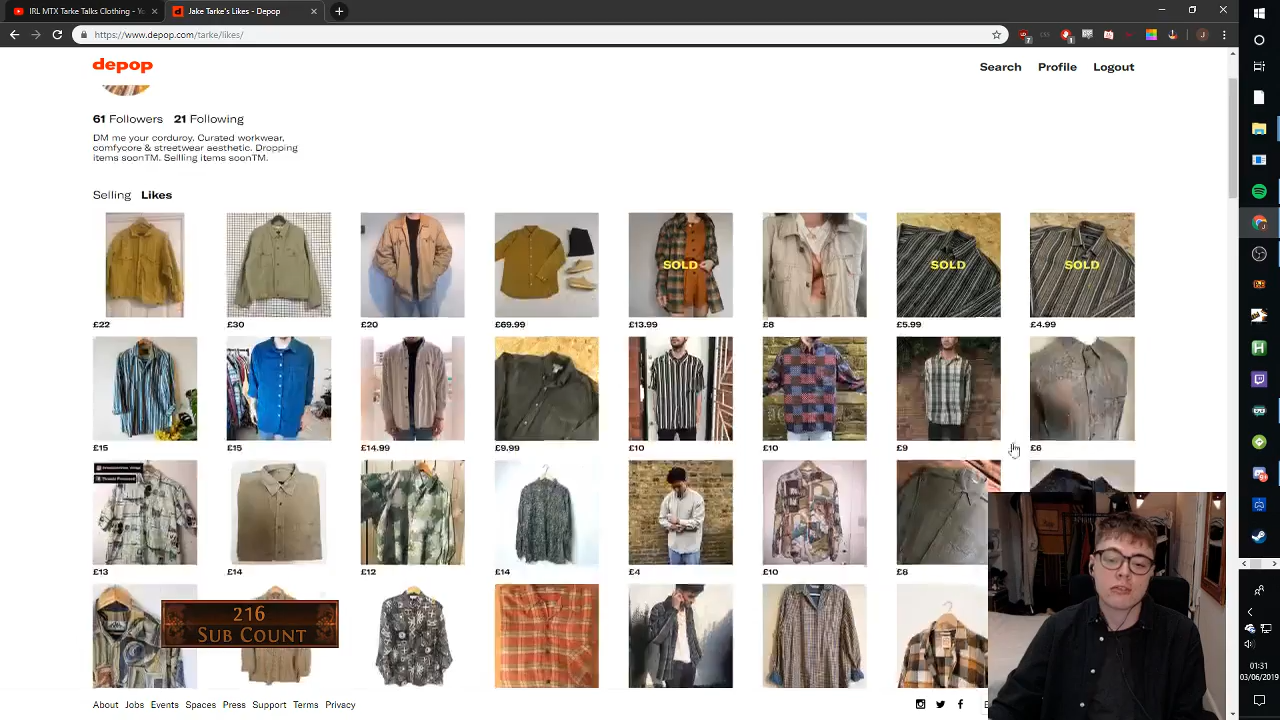 IRL MTX Tarke Talks Clothing - Yo
Jake Tarke's Likes - Depop
https://www.depop.com/tarke/likes/
depop
Search Profile Logout
61 Followers 21 Following
DM me your corduroy. Curated workwear,
comfycore & streetwear aesthetic. Dropping
items soonTM. Sellling items soonTM.
Selling Likes
SOLD SOLD SOLD
£22 £30 £20 £69.99 £13.99 £8 £5.99 £4.99
£15 £15 £14.99 £9.99 £10 £10 £9 £6
£13 £14 £12 £14 £4 £10 £8
216
Sub Count
About Jobs Events Spaces Press Support Terms Privacy
01:31
03/06/2019